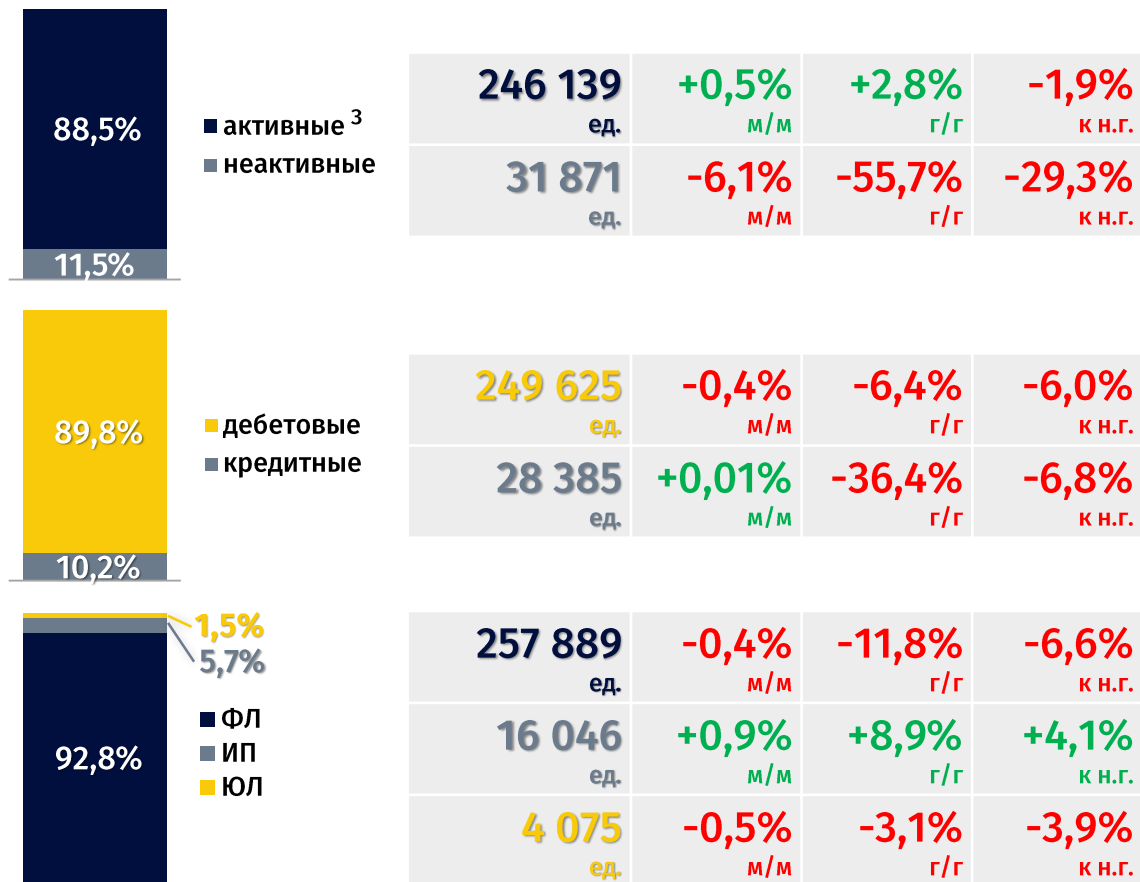 88,5%
11,5%
активные 3
неактивные
246 139 +0,5% +2,8% -1,9%
ед. м/м г/г к н.г.
31 871 -6,1% -55,7% -29,3%
ед. м/м г/г к н.г.
89,8%
10,2%
дебетовые
кредитные
249 625 -0,4% -6,4% -6,0%
ед. м/м г/г к н.г.
28 385 +0,01% -36,4% -6,8%
ед. м/м г/г к н.г.
1,5%
5,7%
92,8%
ФЛ
ИП
ЮЛ
257 889 -0,4% -11,8% -6,6%
ед. м/м г/г к н.г.
16 046 +0,9% +8,9% +4,1%
ед. м/м г/г к н.г.
4 075 -0,5% -3,1% -3,9%
ед. м/м г/г к н.г.